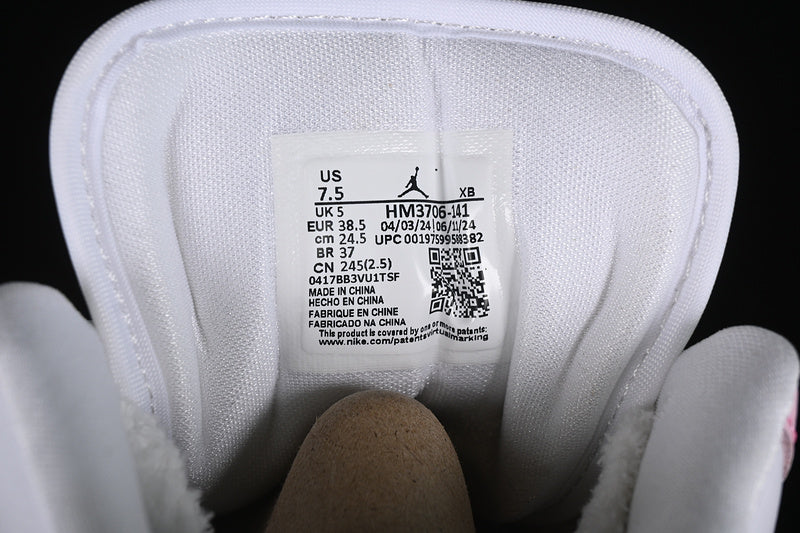 US
7.5 XB
UK 5 HM3706-141
EUR 38.5 04/03/24 06/11/24
cm 24.5 UPC 00197599588382
BR 37
CN 245(2.5)
0417BB3VU1TSF
MADE IN CHINA
HECHO EN CHINA
FABRIQUE EN CHINE
FABRICADO NA CHINA
This product is covered by one or more patents:
www.nike.com/patentsvirtualmarking